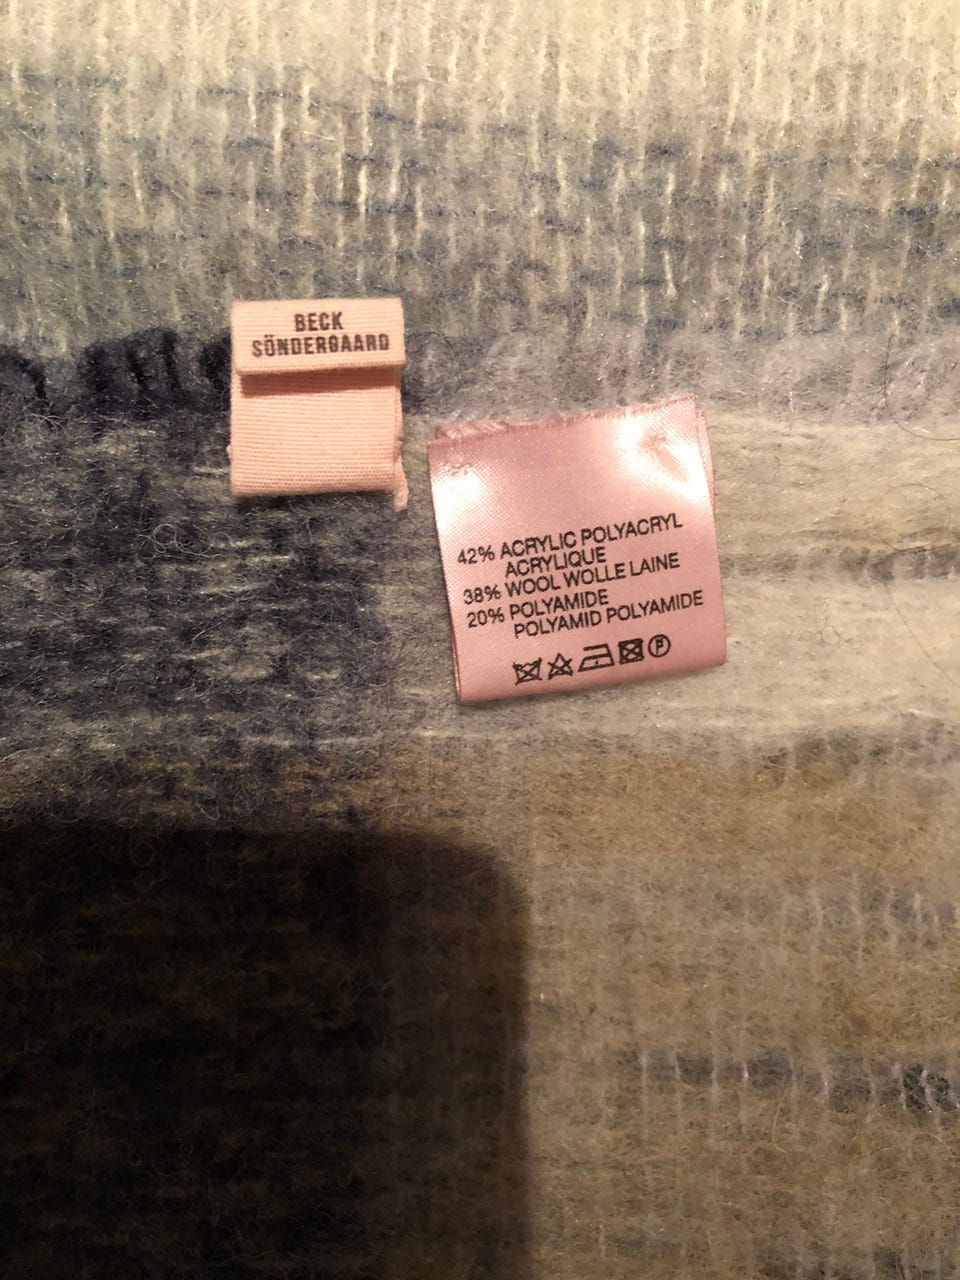 BECK
SÖNDERGAARD
42% ACRYLIC POLYACRYL
ACRYLIQUE
38% WOOL WOLLE LAINE
20% POLYAMIDE
POLYAMID POLYAMIDE
P